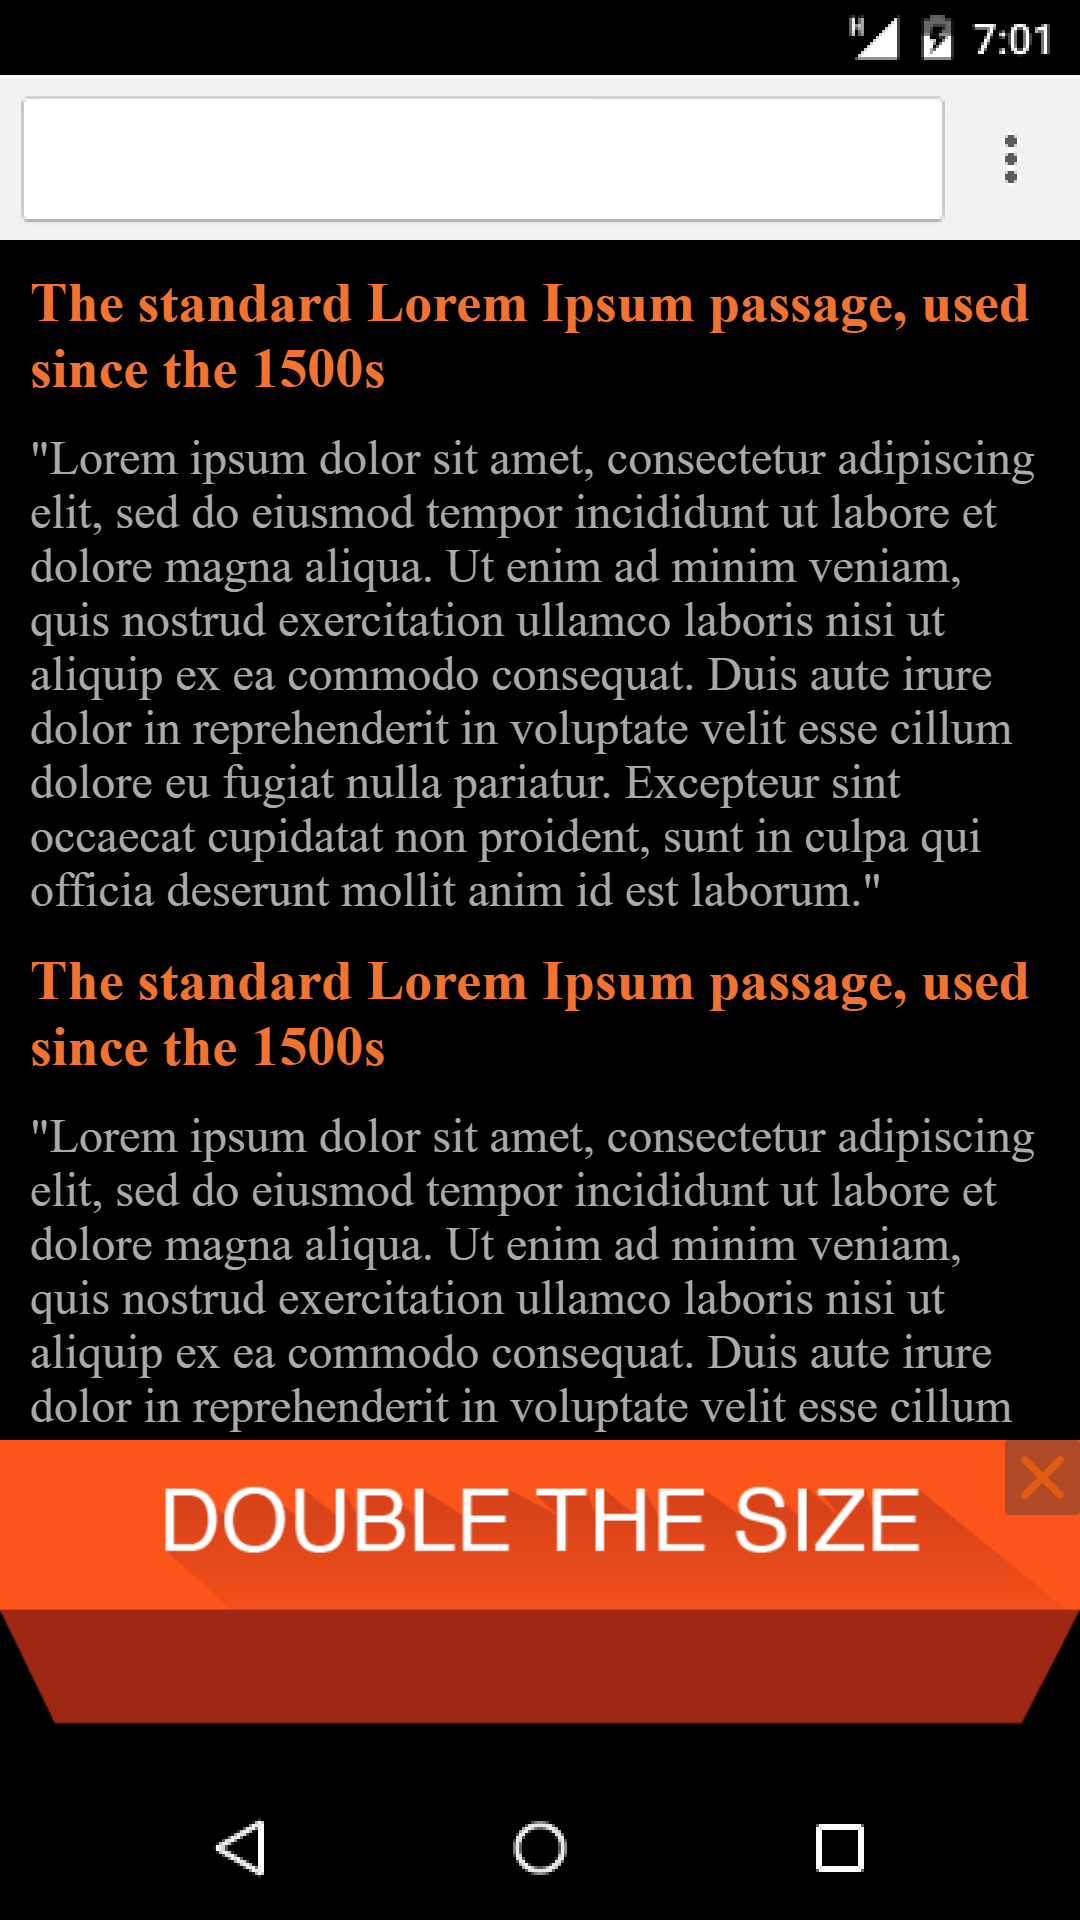 H 7:01
The standard Lorem Ipsum passage, used
since the 1500s
"Lorem ipsum dolor sit amet, consectetur adipiscing
elit, sed do eiusmod tempor incididunt ut labore et
dolore magna aliqua. Ut enim ad minim veniam,
quis nostrud exercitation ullamco laboris nisi ut
aliquip ex ea commodo consequat. Duis aute irure
dolor in reprehenderit in voluptate velit esse cillum
dolore eu fugiat nulla pariatur. Excepteur sint
occaecat cupidatat non proident, sunt in culpa qui
officia deserunt mollit anim id est laborum."
The standard Lorem Ipsum passage, used
since the 1500s
"Lorem ipsum dolor sit amet, consectetur adipiscing
elit, sed do eiusmod tempor incididunt ut labore et
dolore magna aliqua. Ut enim ad minim veniam,
quis nostrud exercitation ullamco laboris nisi ut
aliquip ex ea commodo consequat. Duis aute irure
dolor in reprehenderit in voluptate velit esse cillum
DOUBLE THE SIZE